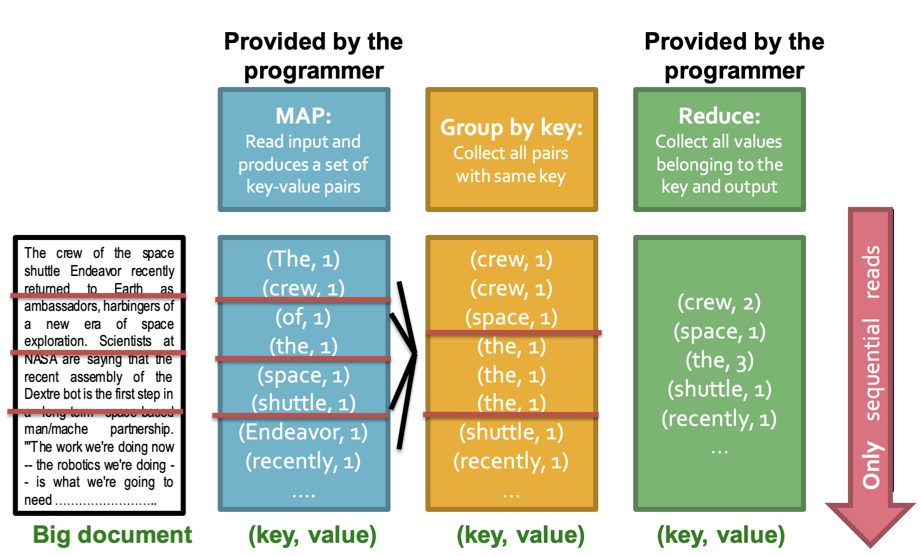 Provided by the
programmer
Provided by the
programmer
MAP:
Read input and
produces a set of
key-value pairs
Group by key:
Collect all pairs
with same key
Reduce:
Collect all values
belonging to the
key and output
The crew of the space
shuttle Endeavor recently
returned to Earth as
ambassadors, harbingers of
a new era of space
exploration. Scientists at
NASA are saying that the
recent assembly of the
Dextre bot is the first step in
a long-term space-based
man/mache partnership.
'"The work we're doing now
-- the robotics we're doing -
- is what we're going to
need ……………………..
Big document
(The, 1)
(crew, 1)
(of, 1)
(the, 1)
(space, 1)
(shuttle, 1)
(Endeavor, 1)
(recently, 1)
….
(key, value)
(crew, 1)
(crew, 1)
(space, 1)
(the, 1)
(the, 1)
(the, 1)
(shuttle, 1)
(recently, 1)
…
(key, value)
(crew, 2)
(space, 1)
(the, 3)
(shuttle, 1)
(recently, 1)
…
(key, value)
Only sequential reads